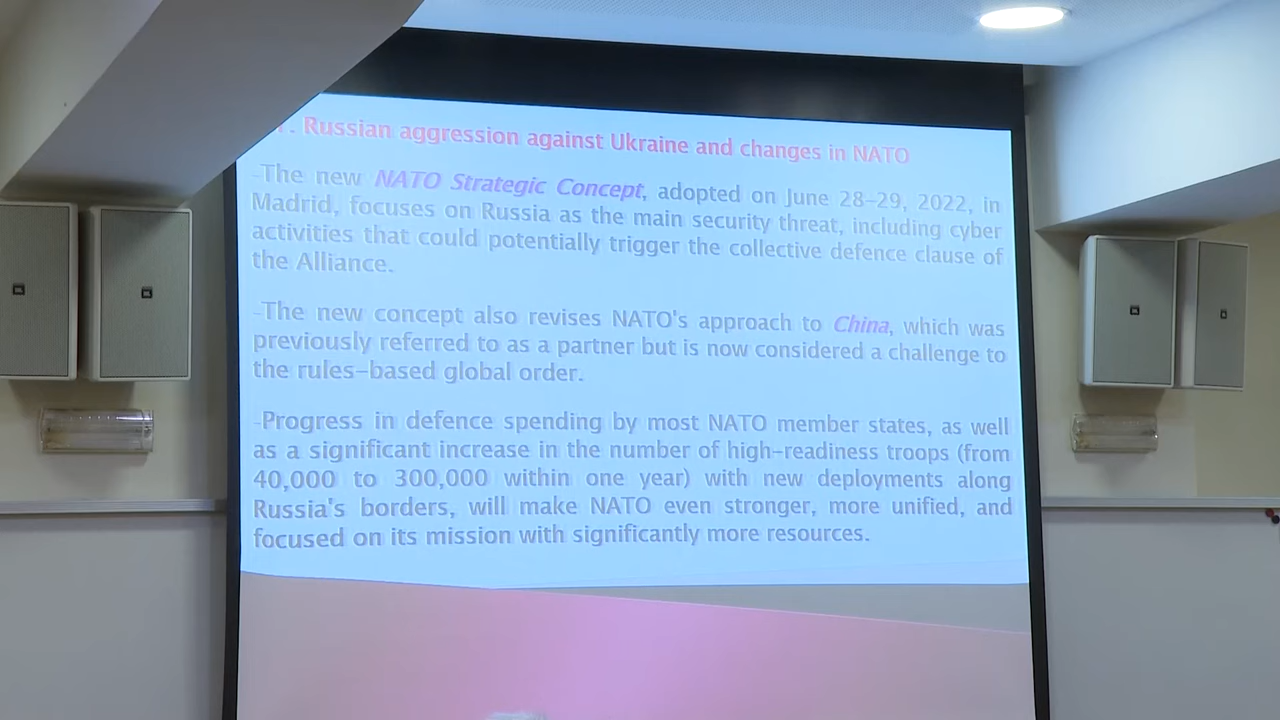 Russian aggression against Ukraine and changes in NATO
-The new NATO Strategic Concept, adopted on June 28-29, 2022, in
Madrid, focuses on Russia as the main security threat, including cyber
activities that could potentially trigger the collective defence clause of
the Alliance.
-The new concept also revises NATO's approach to China, which was
previously referred to as a partner but is now considered a challenge to
the rules-based global order.
-Progress in defence spending by most NATO member states, as well
as a significant increase in the number of high-readiness troops (from
40,000 to 300,000 within one year) with new deployments along
Russia's borders, will make NATO even stronger, more unified, and
focused on its mission with significantly more resources.